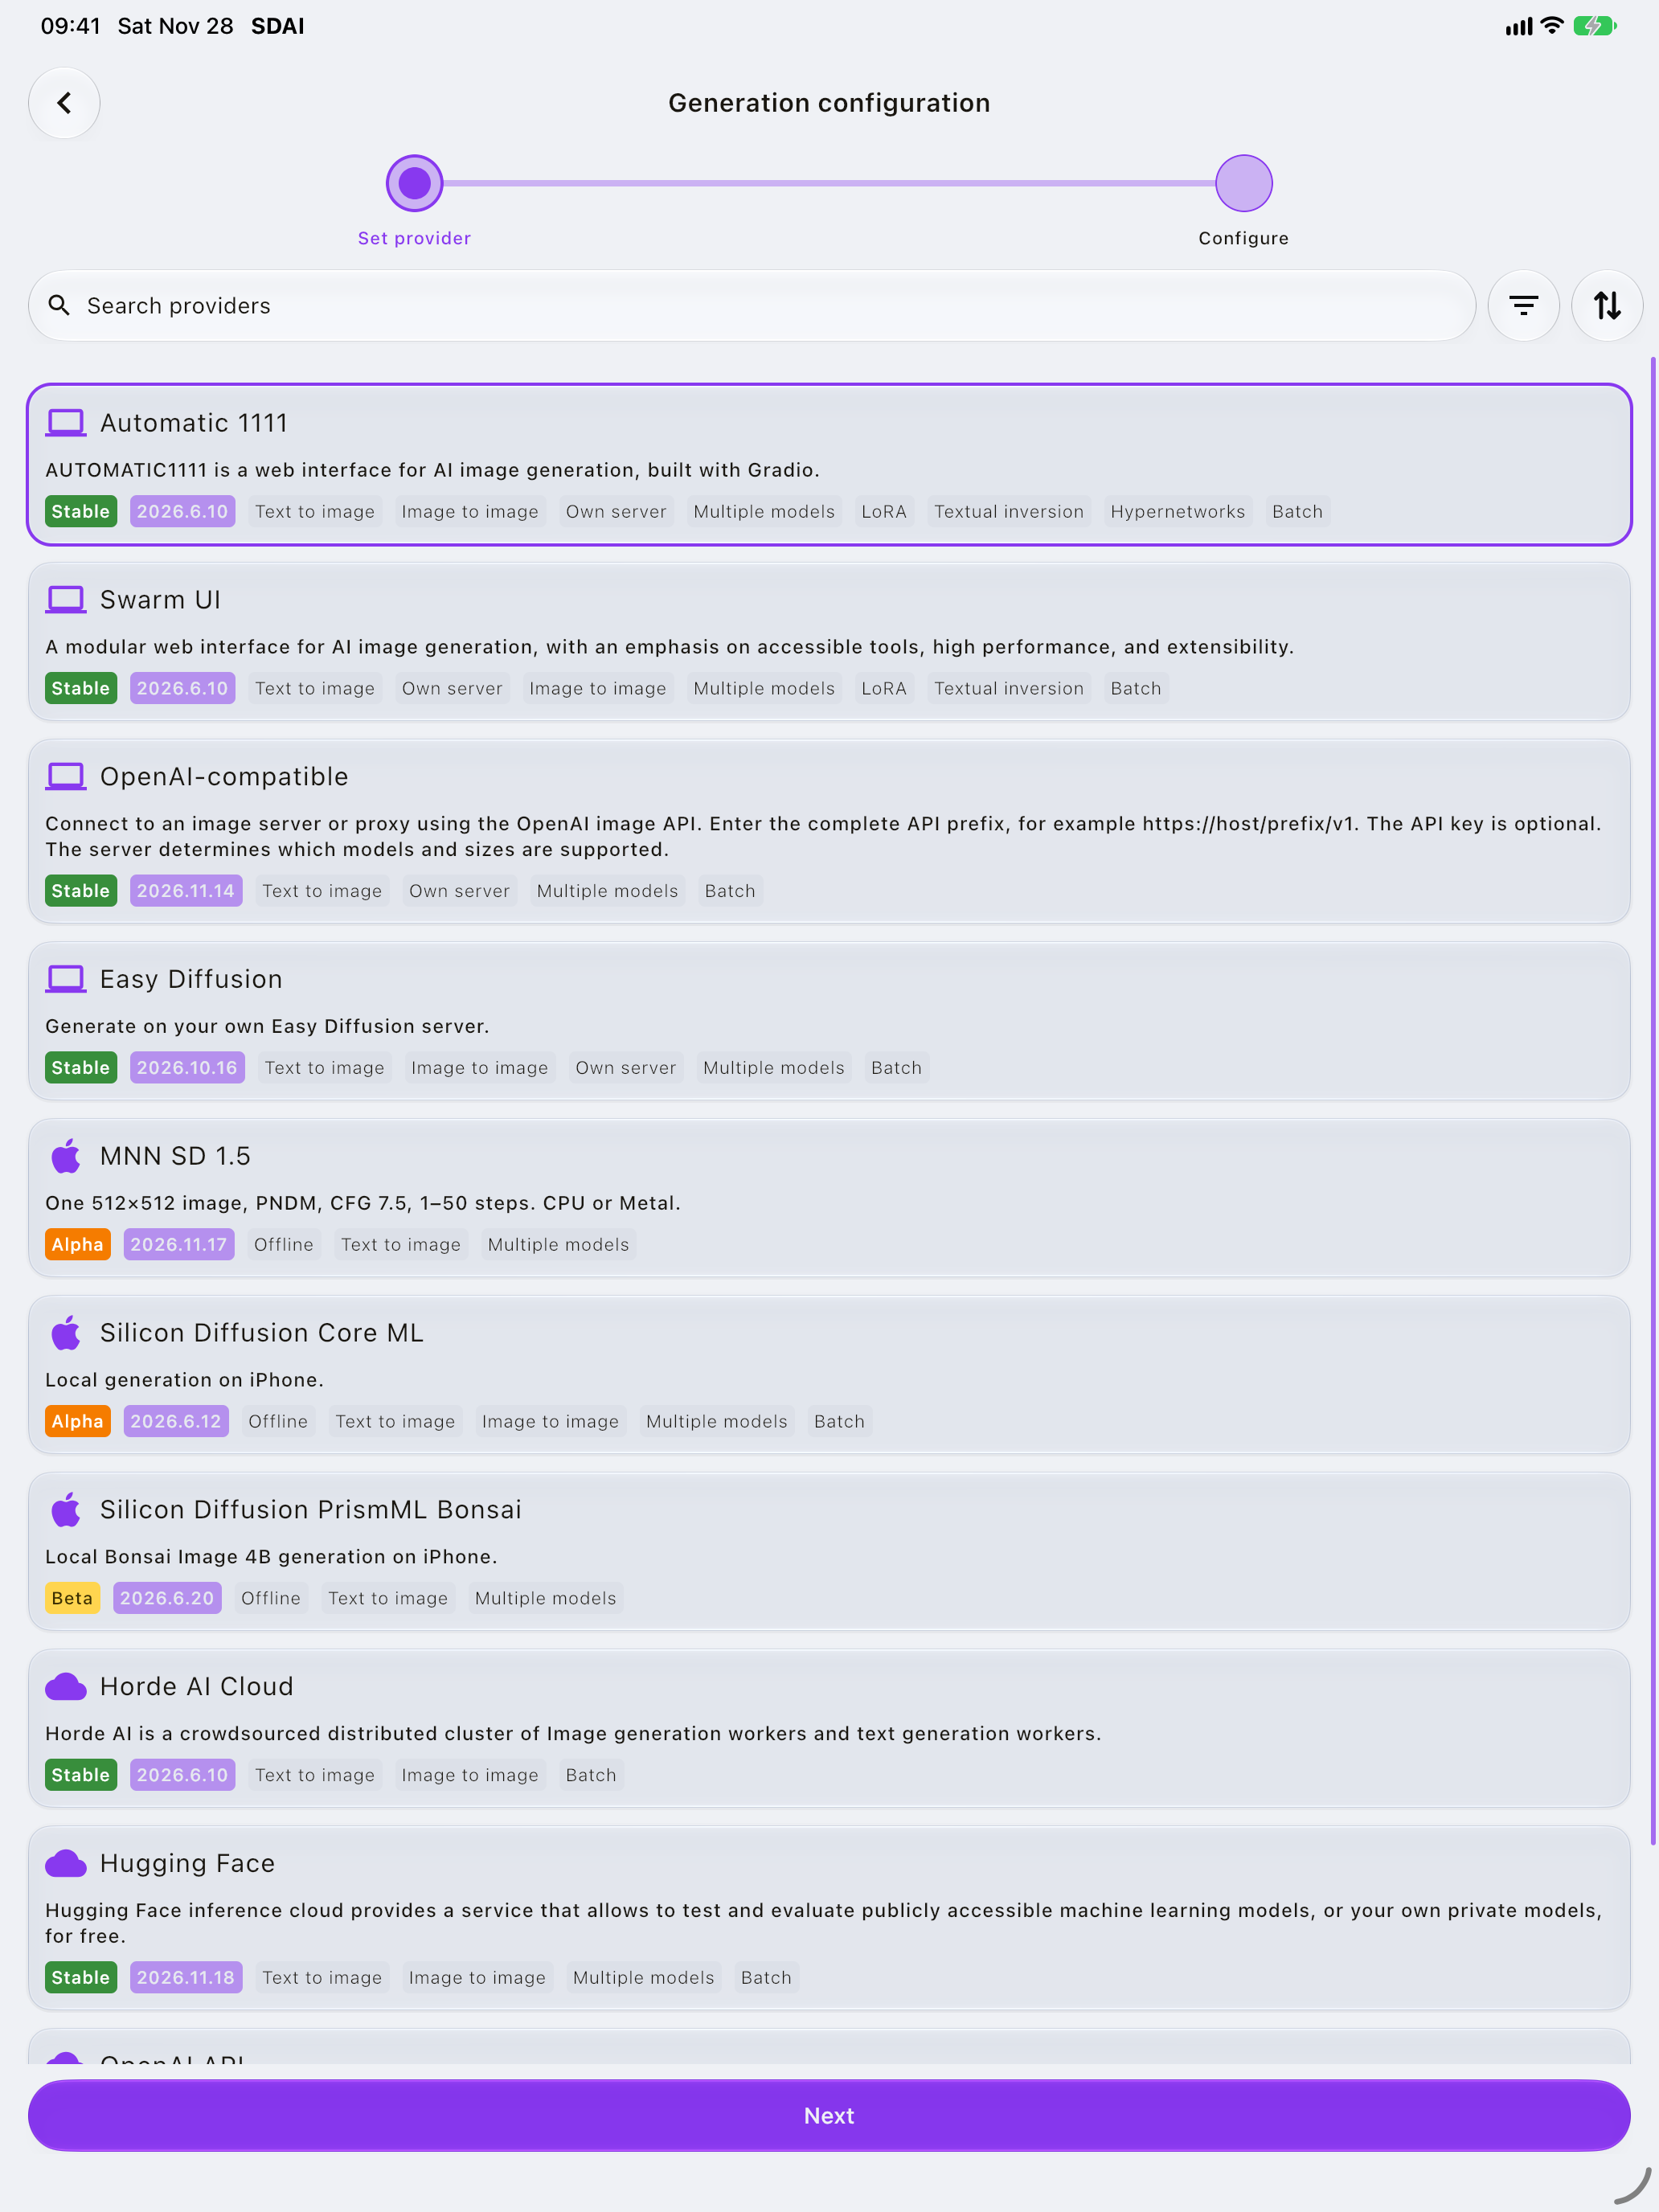 09:41 Sat Nov 28 SDAI
Generation configuration
Set provider
Configure
Search providers
Automatic 1111
AUTOMATIC1111 is a web interface for AI image generation, built with Gradio.
Stable 2026.6.10 Text to image Image to image Own server Multiple models LoRA Textual inversion Hypernetworks Batch
Swarm UI
A modular web interface for AI image generation, with an emphasis on accessible tools, high performance, and extensibility.
Stable 2026.6.10 Text to image Own server Image to image Multiple models LoRA Textual inversion Batch
OpenAI-compatible
Connect to an image server or proxy using the OpenAI image API. Enter the complete API prefix, for example https://host/prefix/v1. The API key is optional.
The server determines which models and sizes are supported.
Stable 2026.11.14 Text to image Own server Multiple models Batch
Easy Diffusion
Generate on your own Easy Diffusion server.
Stable 2026.10.16 Text to image Image to image Own server Multiple models Batch
MNN SD 1.5
One 512×512 image, PNDM, CFG 7.5, 1–50 steps. CPU or Metal.
Alpha 2026.11.17 Offline Text to image Multiple models
Silicon Diffusion Core ML
Local generation on iPhone.
Alpha 2026.6.12 Offline Text to image Image to image Multiple models Batch
Silicon Diffusion PrismML Bonsai
Local Bonsai Image 4B generation on iPhone.
Beta 2026.6.20 Offline Text to image Multiple models
Horde AI Cloud
Horde AI is a crowdsourced distributed cluster of Image generation workers and text generation workers.
Stable 2026.6.10 Text to image Image to image Batch
Hugging Face
Hugging Face inference cloud provides a service that allows to test and evaluate publicly accessible machine learning models, or your own private models,
for free.
Stable 2026.11.18 Text to image Image to image Multiple models Batch
OpenAI API
Next